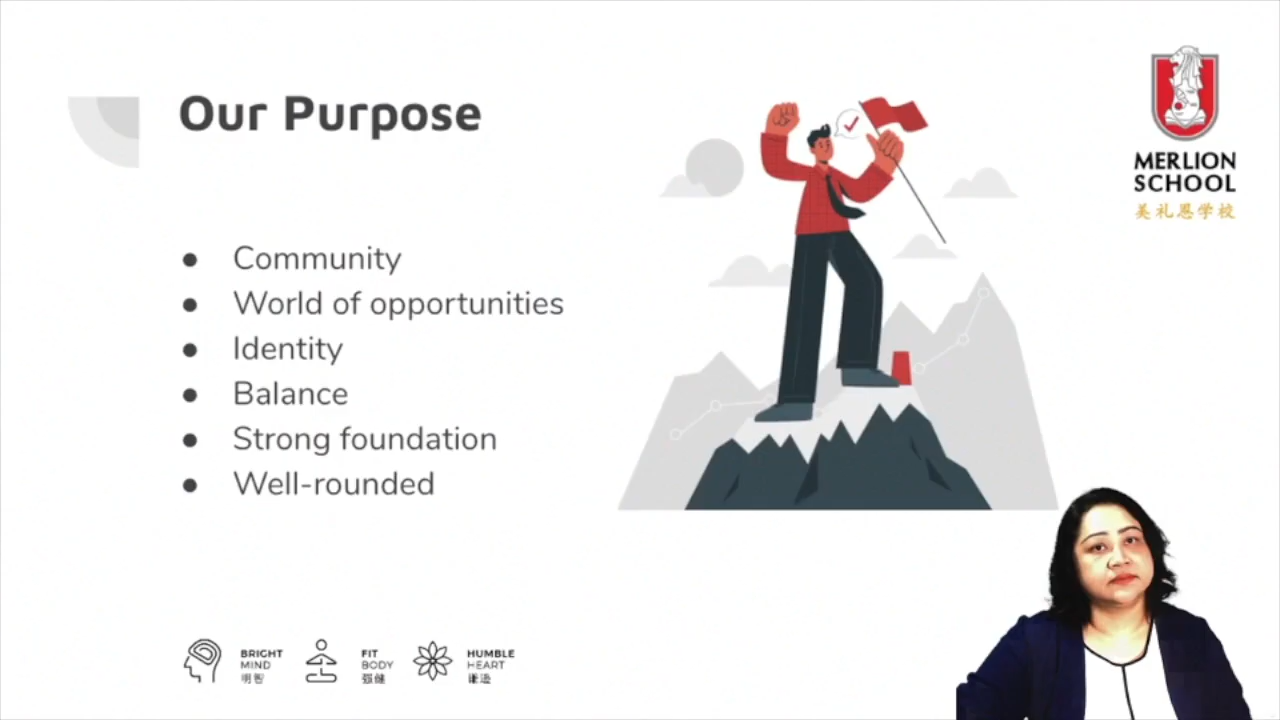 Our Purpose
MERLION
SCHOOL
美礼恩学校
● Community
● World of opportunities
● Identity
● Balance
● Strong foundation
● Well-rounded
BRIGHT
MIND
明智
FIT
BODY
强健
HUMBLE
HEART
谦逊